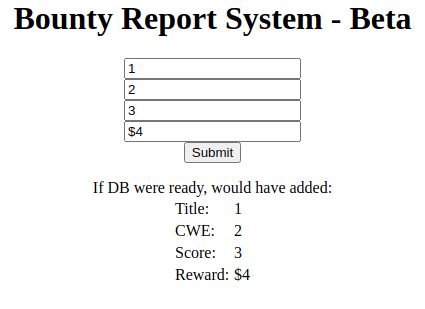 Bounty Report System - Beta
1
2
3
$4
Submit
If DB were ready, would have added:
Title: 1
CWE: 2
Score: 3
Reward: $4